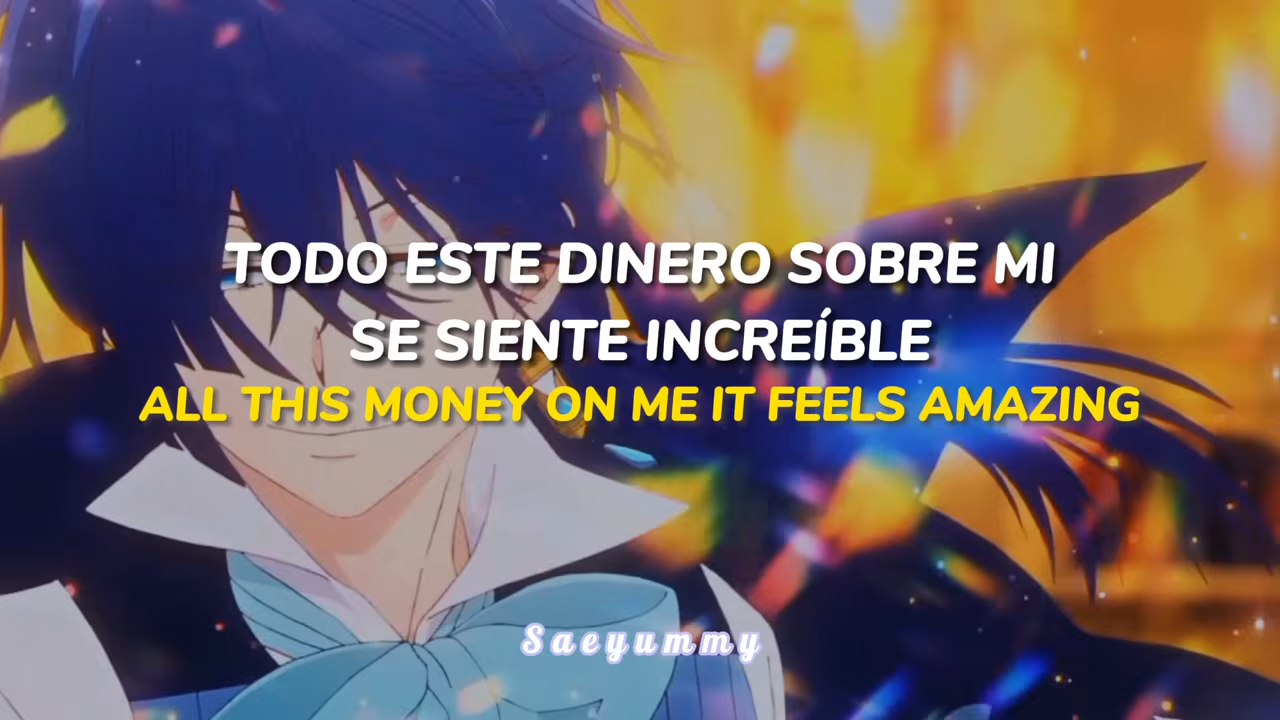 TODO ESTE DINERO SOBRE MI
SE SIENTE INCREÍBLE
ALL THIS MONEY ON ME IT FEELS AMAZING
Saeyummy